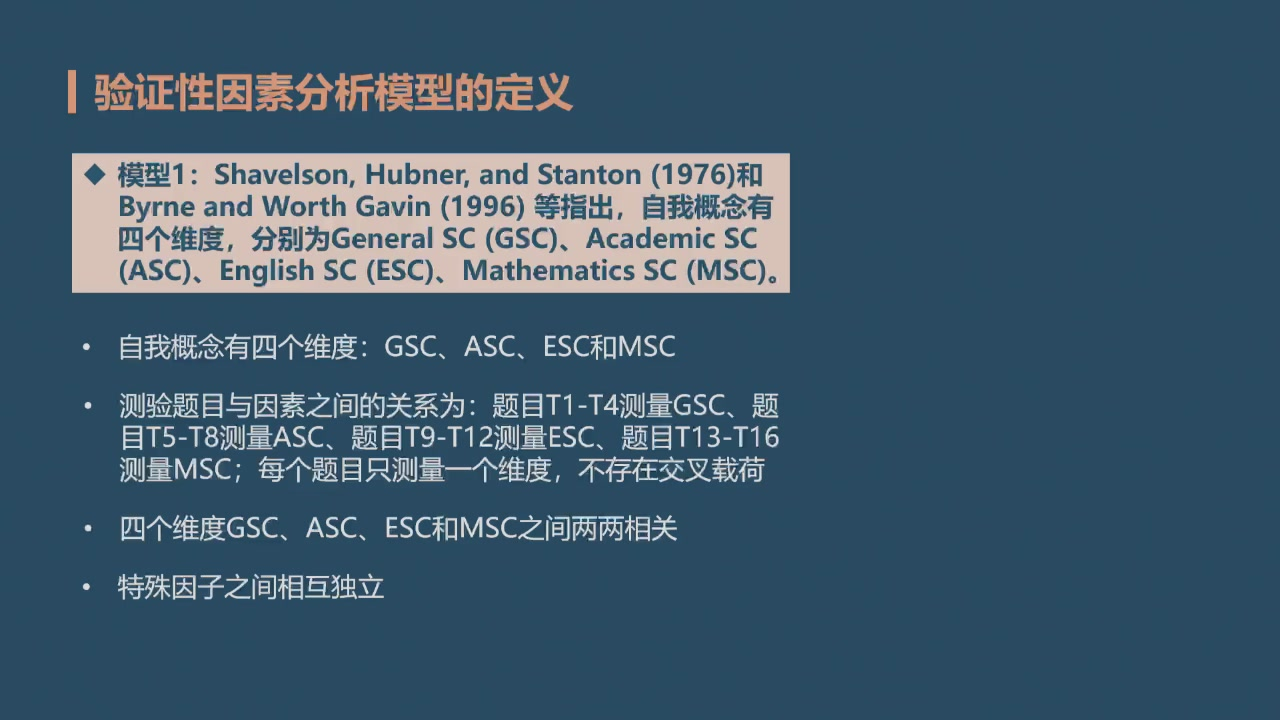 验证性因素分析模型的定义
◆ 模型1：Shavelson, Hubner, and Stanton (1976)和
Byrne and Worth Gavin (1996) 等指出，自我概念有
四个维度，分别为General SC (GSC)、Academic SC
(ASC)、English SC (ESC)、Mathematics SC (MSC)。
• 自我概念有四个维度：GSC、ASC、ESC和MSC
• 测验题目与因素之间的关系为：题目T1-T4测量GSC、题
目T5-T8测量ASC、题目T9-T12测量ESC、题目T13-T16
测量MSC；每个题目只测量一个维度，不存在交叉载荷
• 四个维度GSC、ASC、ESC和MSC之间两两相关
• 特殊因子之间相互独立